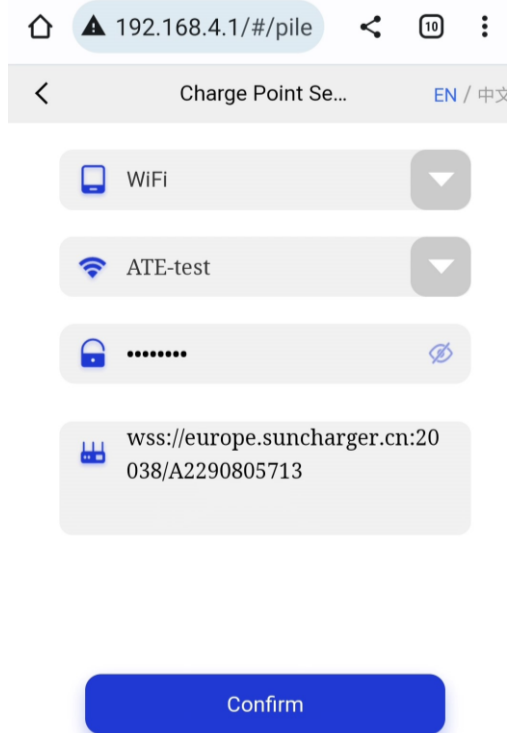 192.168.4.1/#/pile
10
Charge Point Se...
EN / 中文
WiFi
ATE-test
••••••••
wss://europe.suncharger.cn:20
038/A2290805713
Confirm